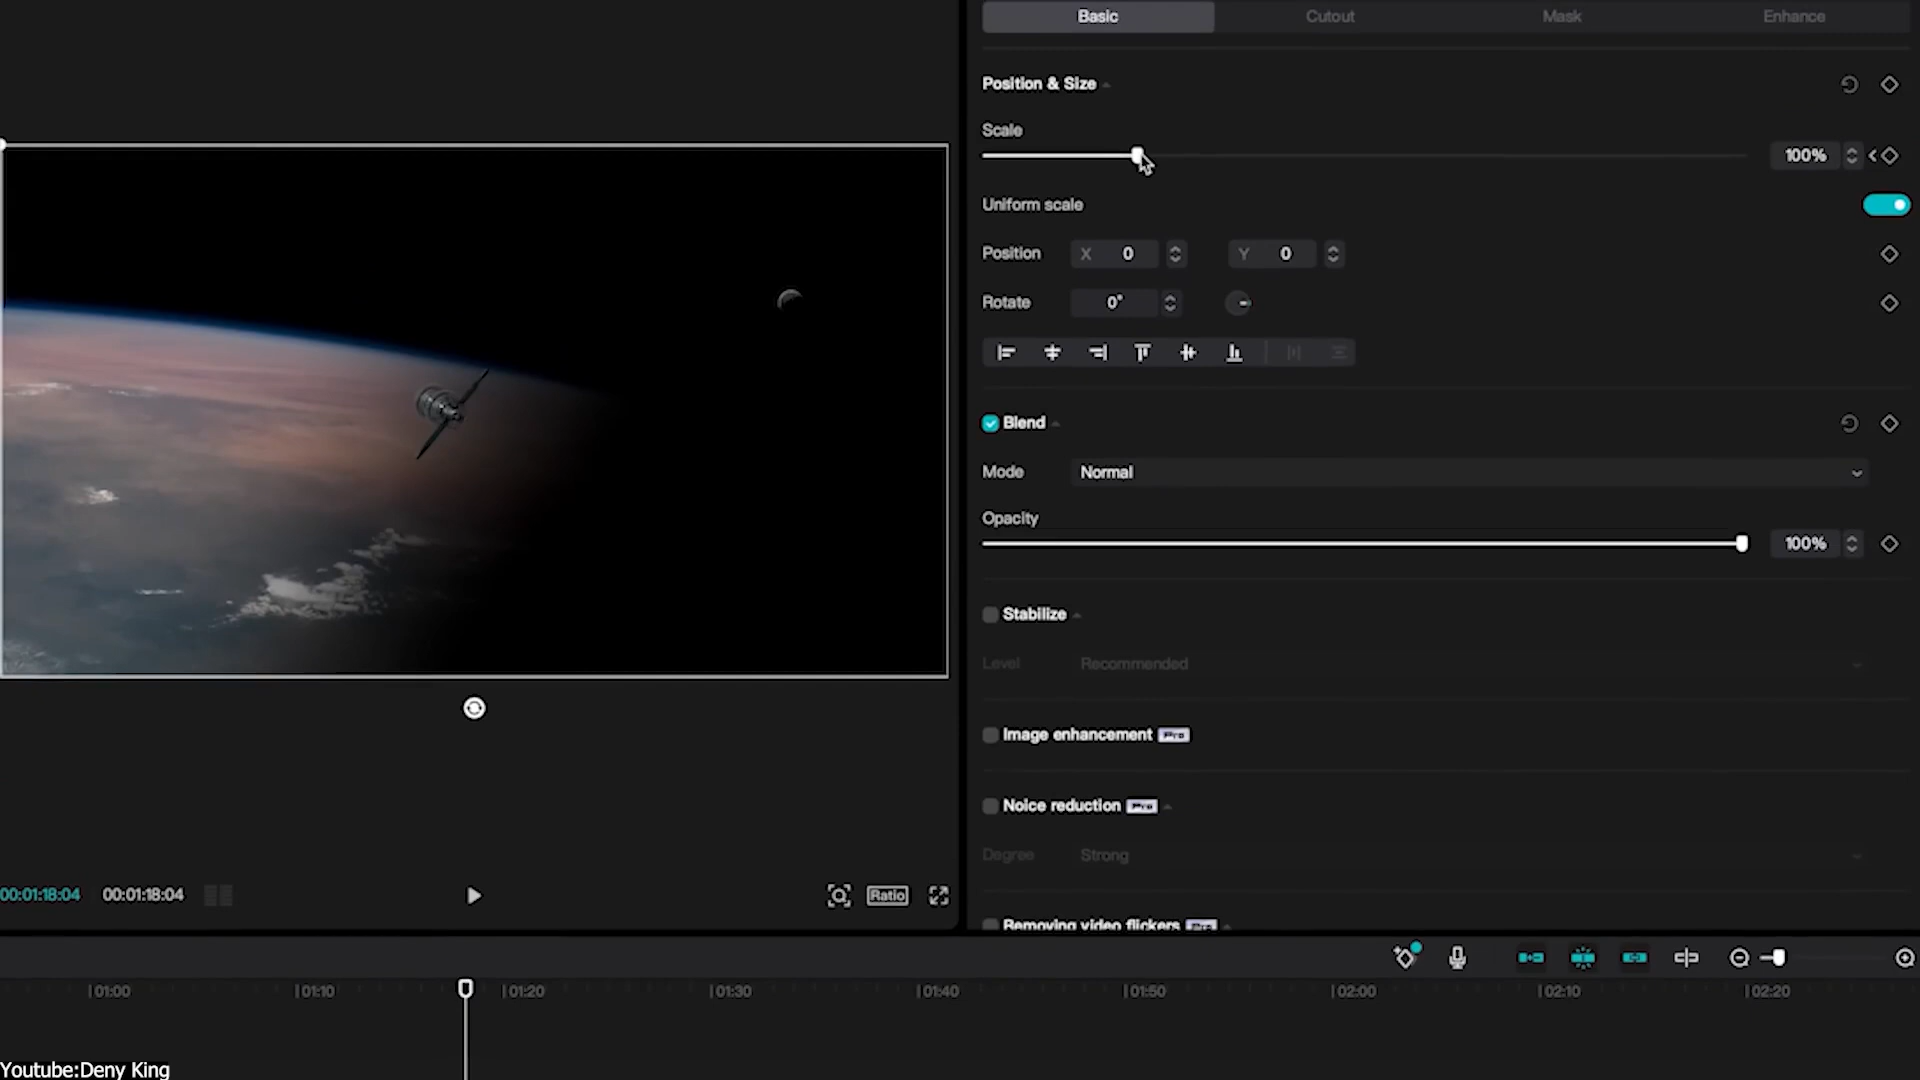 Basic
Cutout
Mask
Enhance
Position & Size
Scale
100%
Uniform scale
Position X 0 Y 0
Rotate 0°
Blend
Mode Normal
Opacity
100%
Stabilize
Level Recommended
Image enhancement Pro
Noice reduction Pro
Degree Strong
Removing video flickers Pro
00:01:18:04 00:01:18:04
Ratio
01:00 01:10 01:20 01:30 01:40 01:50 02:00 02:10 02:20
Youtube:Deny King